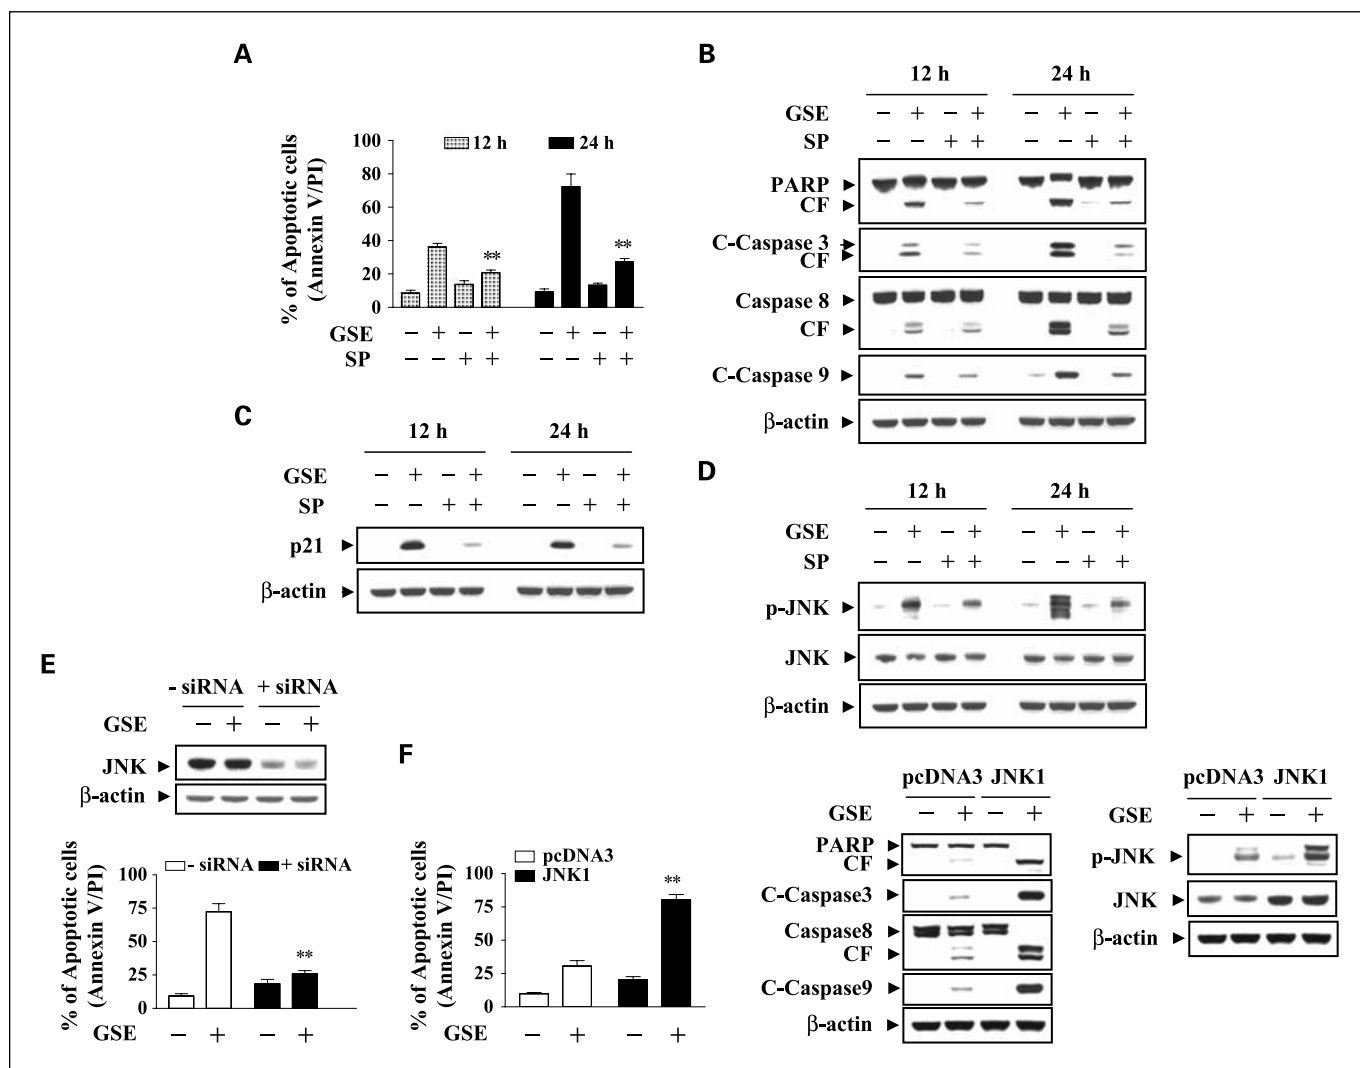 A
% of Apoptotic cells
(Annexin V/PI)
100
80
60
40
20
0
12 h
24 h
**
**
GSE − + − + − + − +
SP − − + + − − + +
B
12 h 24 h
GSE − + − + − + − +
SP − − + + − − + +
PARP
CF
C-Caspase 3
CF
Caspase 8
CF
C-Caspase 9
β-actin
C
12 h 24 h
GSE − + − + − + − +
SP − − + + − − + +
p21
β-actin
D
12 h 24 h
GSE − + − + − + − +
SP − − + + − − + +
p-JNK
JNK
β-actin
E
- siRNA + siRNA
GSE − + − +
JNK
β-actin
% of Apoptotic cells
(Annexin V/PI)
100
75
50
25
0
- siRNA + siRNA
**
GSE − + − +
F
% of Apoptotic cells
(Annexin V/PI)
100
75
50
25
0
pcDNA3
JNK1
**
GSE − + − +
pcDNA3 JNK1
GSE − + − +
PARP
CF
C-Caspase3
Caspase8
CF
C-Caspase9
β-actin
pcDNA3 JNK1
GSE − + − +
p-JNK
JNK
β-actin